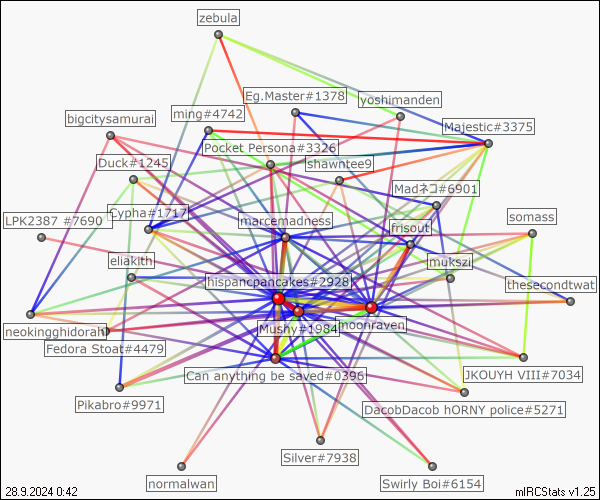 zebula
Eg.Master#1378
yoshimanden
ming#4742
bigcitysamurai
Majestic#3375
Pocket Persona#3326
Duck#1245
shawntee9
Madネコ#6901
LPK2387 #7690
Cypha#1717
marcemadness
frisout
somass
eliakith
mukszi
hispancpancakes#2928
thesecondtwat
neokingghidorah
Mushy#1984
moonraven
Fedora Stoat#4479
Can anything be saved#0396
JKOUYH VIII#7034
Pikabro#9971
DacobDacob hORNY police#5271
Silver#7938
normalwan
Swirly Boi#6154
28.9.2024 0:42
mIRCStats v1.25